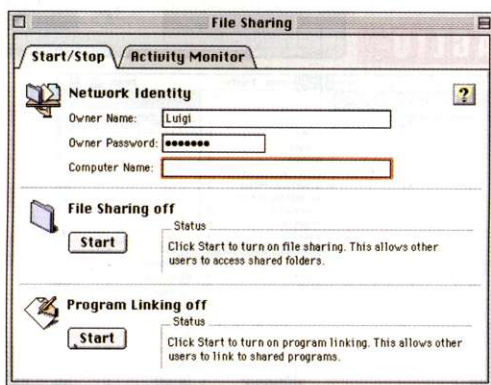 File Sharing
Start/Stop
Activity Monitor
Network Identity
?
Owner Name: Luigi
Owner Password: •••••••
Computer Name:
File Sharing off
Start
Status
Click Start to turn on file sharing. This allows other
users to access shared folders.
Program Linking off
Start
Status
Click Start to turn on program linking. This allows other
users to link to shared programs.